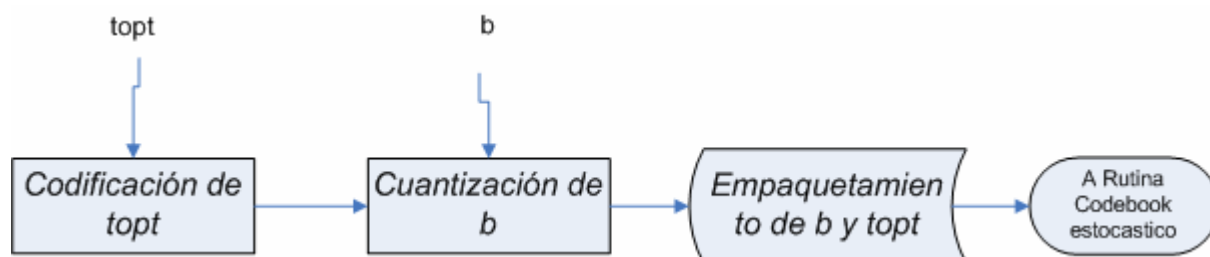 topt
b
Codificación de
topt
Cuantización de
b
Empaquetamien
to de b y topt
A Rutina
Codebook
estocastico